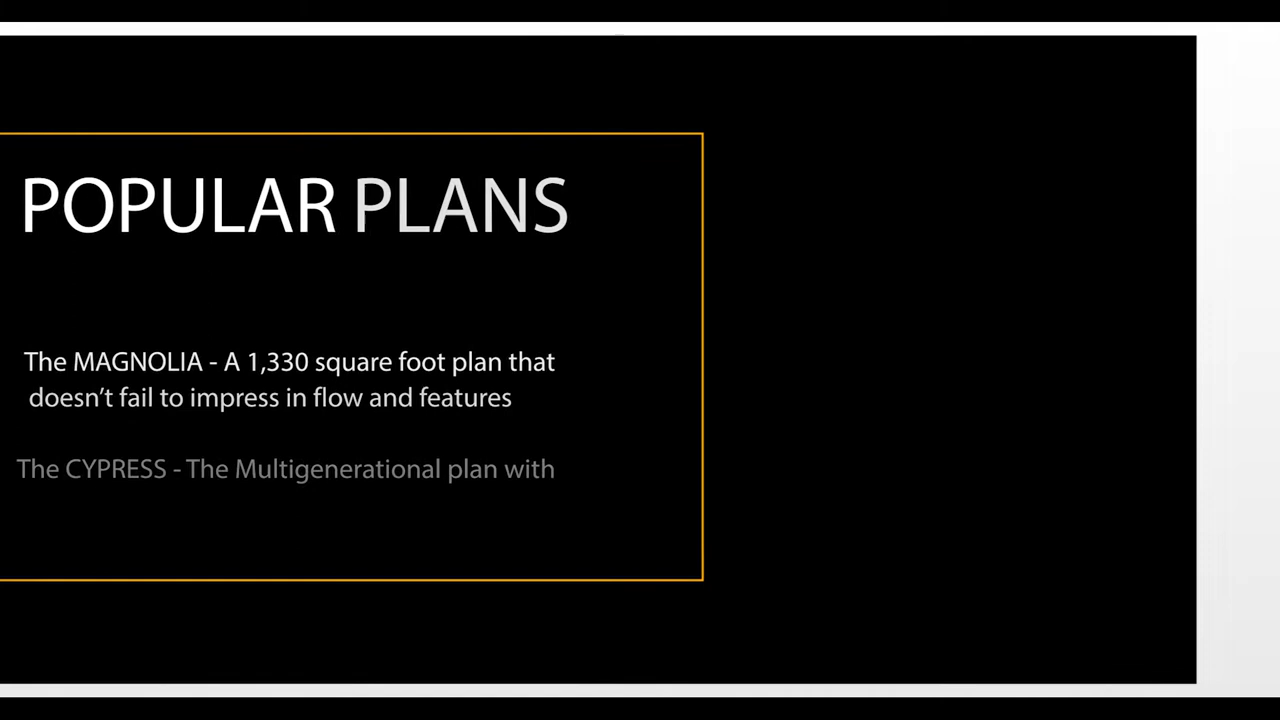 POPULAR PLANS
The MAGNOLIA - A 1,330 square foot plan that
doesn’t fail to impress in flow and features
The CYPRESS - The Multigenerational plan with